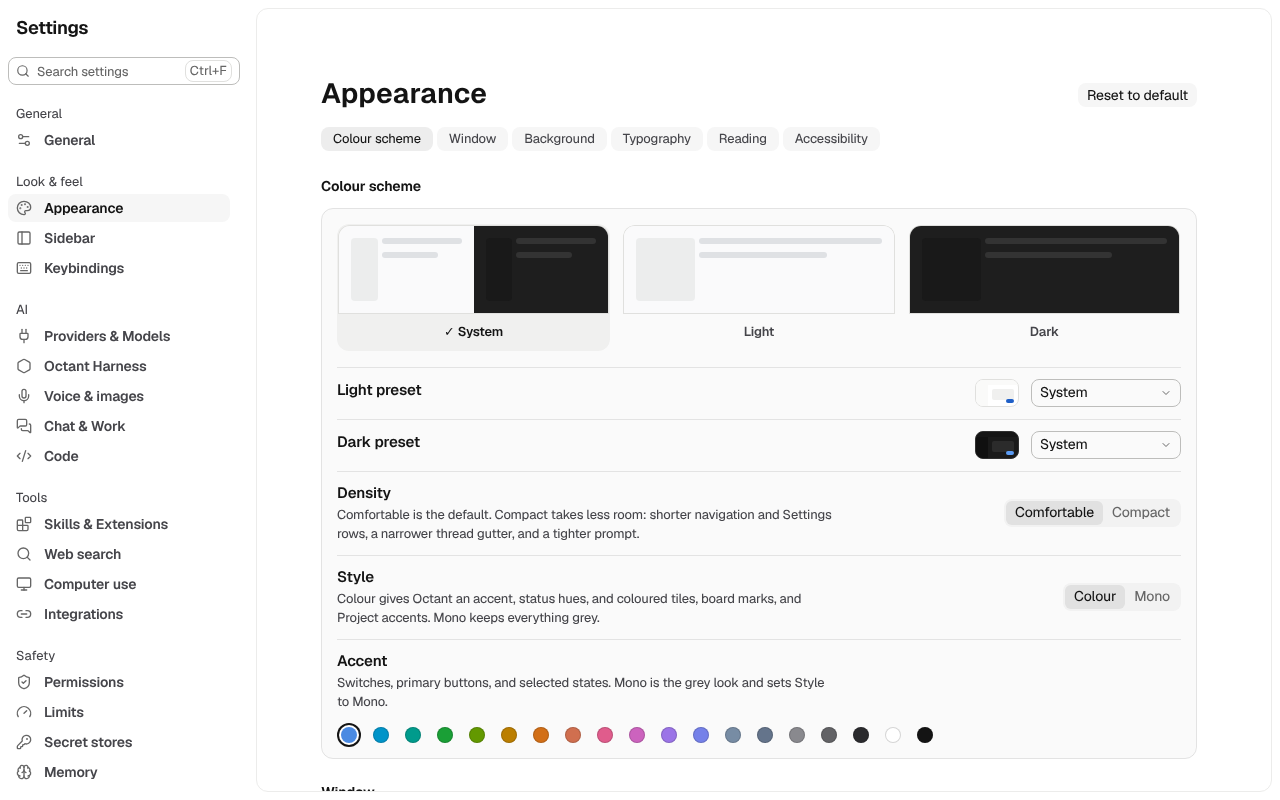 Settings
Search settings
Ctrl+F
General
General
Look & feel
Appearance
Sidebar
Keybindings
AI
Providers & Models
Octant Harness
Voice & images
Chat & Work
Code
Tools
Skills & Extensions
Web search
Computer use
Integrations
Safety
Permissions
Limits
Secret stores
Memory
Appearance
Reset to default
Colour scheme
Window
Background
Typography
Reading
Accessibility
Colour scheme
✓ System
Light
Dark
Light preset
System
Dark preset
System
Density
Comfortable is the default. Compact takes less room: shorter navigation and Settings
rows, a narrower thread gutter, and a tighter prompt.
Comfortable
Compact
Style
Colour gives Octant an accent, status hues, and coloured tiles, board marks, and
Project accents. Mono keeps everything grey.
Colour
Mono
Accent
Switches, primary buttons, and selected states. Mono is the grey look and sets Style
to Mono.
Window